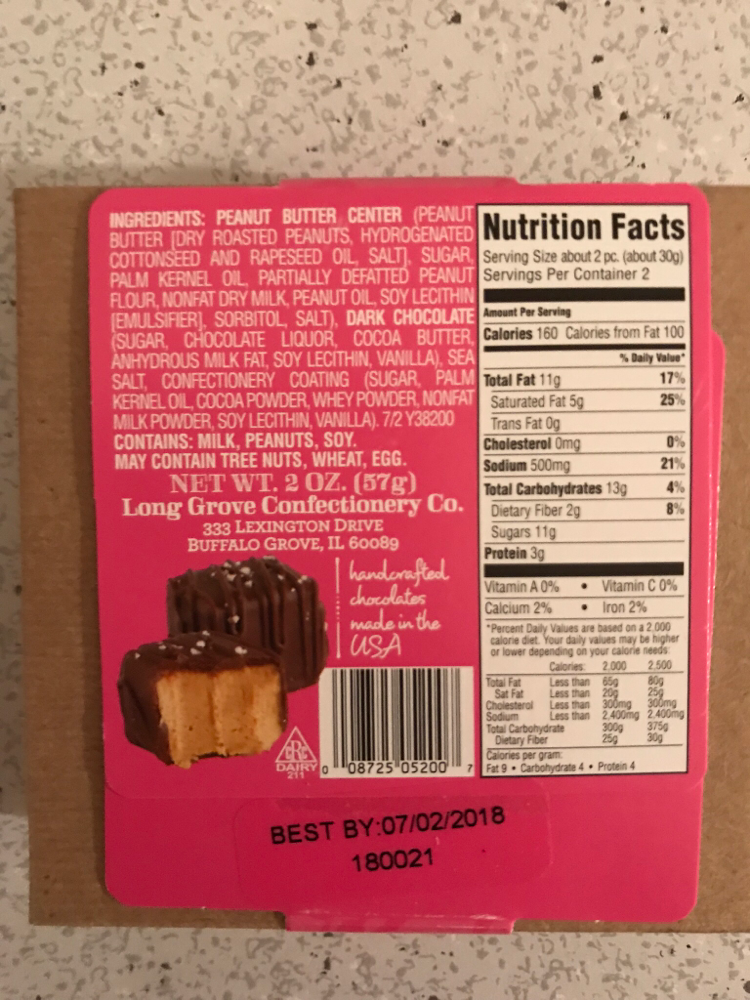 INGREDIENTS: PEANUT BUTTER CENTER (PEANUT
BUTTER [DRY ROASTED PEANUTS, HYDROGENATED
COTTONSEED AND RAPESEED OIL, SALT], SUGAR,
PALM KERNEL OIL, PARTIALLY DEFATTED PEANUT
FLOUR, NONFAT DRY MILK, PEANUT OIL, SOY LECITHIN
[EMULSIFIER], SORBITOL, SALT), DARK CHOCOLATE
(SUGAR, CHOCOLATE LIQUOR, COCOA BUTTER,
ANHYDROUS MILK FAT, SOY LECITHIN, VANILLA), SEA
SALT, CONFECTIONERY COATING (SUGAR, PALM
KERNEL OIL, COCOA POWDER, WHEY POWDER, NONFAT
MILK POWDER, SOY LECITHIN, VANILLA). 7/2 Y38200
CONTAINS: MILK, PEANUTS, SOY.
MAY CONTAIN TREE NUTS, WHEAT, EGG.
NET WT. 2 OZ. (57g)
Long Grove Confectionery Co.
333 LEXINGTON DRIVE
BUFFALO GROVE, IL 60089
handcrafted
chocolates
made in the
USA
cRc
DAIRY
211
0 08725 05200 7
Nutrition Facts
Serving Size about 2 pc. (about 30g)
Servings Per Container 2
Amount Per Serving
Calories 160 Calories from Fat 100
% Daily Value*
Total Fat 11g 17%
Saturated Fat 5g 25%
Trans Fat 0g
Cholesterol 0mg 0%
Sodium 500mg 21%
Total Carbohydrates 13g 4%
Dietary Fiber 2g 8%
Sugars 11g
Protein 3g
Vitamin A 0% • Vitamin C 0%
Calcium 2% • Iron 2%
*Percent Daily Values are based on a 2,000
calorie diet. Your daily values may be higher
or lower depending on your calorie needs:
Calories: 2,000 2,500
Total Fat Less than 65g 80g
Sat Fat Less than 20g 25g
Cholesterol Less than 300mg 300mg
Sodium Less than 2,400mg 2,400mg
Total Carbohydrate 300g 375g
Dietary Fiber 25g 30g
Calories per gram:
Fat 9 • Carbohydrate 4 • Protein 4
BEST BY:07/02/2018
180021